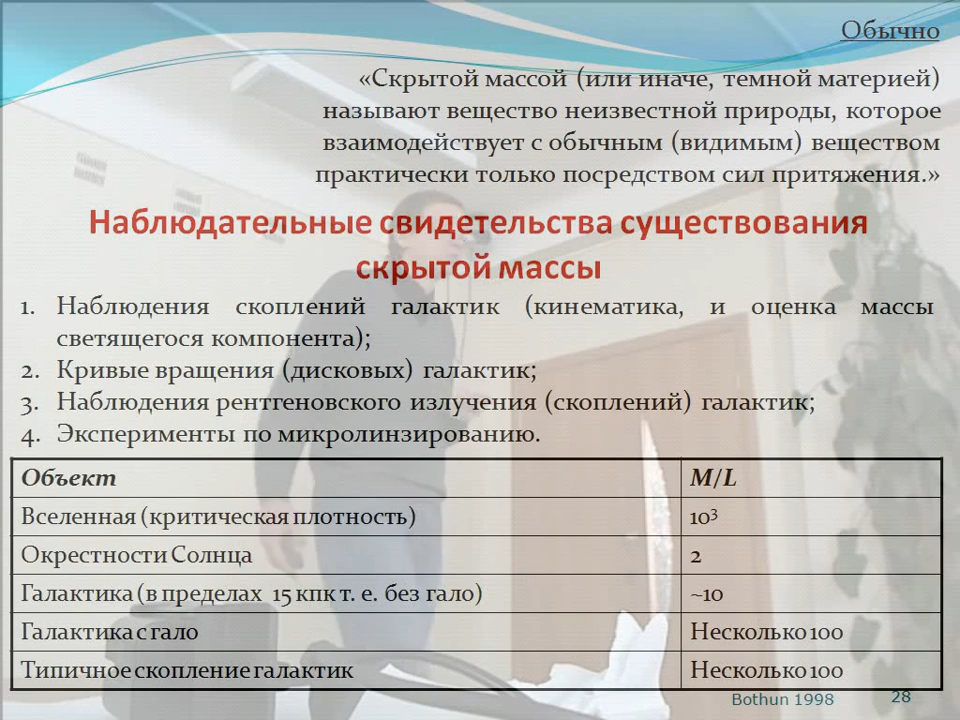 Обычно
«Скрытой массой (или иначе, темной материей)
называют вещество неизвестной природы, которое
взаимодействует с обычным (видимым) веществом
практически только посредством сил притяжения.»
Наблюдательные свидетельства существования
скрытой массы
1. Наблюдения скоплений галактик (кинематика, и оценка массы
светящегося компонента);
2. Кривые вращения (дисковых) галактик;
3. Наблюдения рентгеновского излучения (скоплений) галактик;
4. Эксперименты по микролинзированию.
Объект M/L
Вселенная (критическая плотность) 10³
Окрестности Солнца 2
Галактика (в пределах 15 кпк т. е. без гало) ~10
Галактика с гало Несколько 100
Типичное скопление галактик Несколько 100
Bothun 1998 28